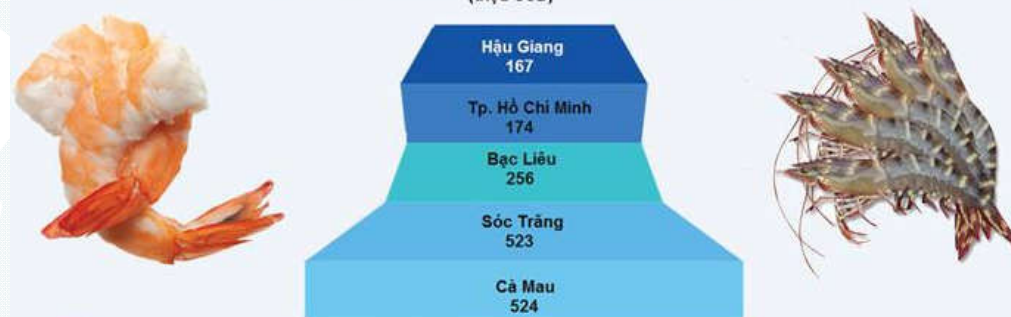 Hậu Giang
167
Tp. Hồ Chí Minh
174
Bạc Liêu
256
Sóc Trăng
523
Cà Mau
524